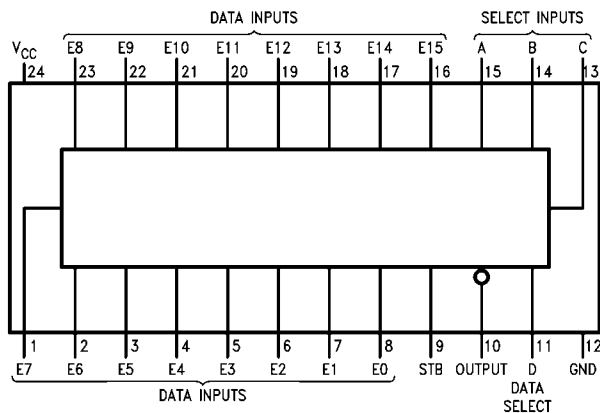 DATA INPUTS SELECT INPUTS
VCC E8 E9 E10 E11 E12 E13 E14 E15 A B C
24 23 22 21 20 19 18 17 16 15 14 13
1 2 3 4 5 6 7 8 9 10 11 12
E7 E6 E5 E4 E3 E2 E1 E0 STB OUTPUT D GND
DATA INPUTS DATA
SELECT